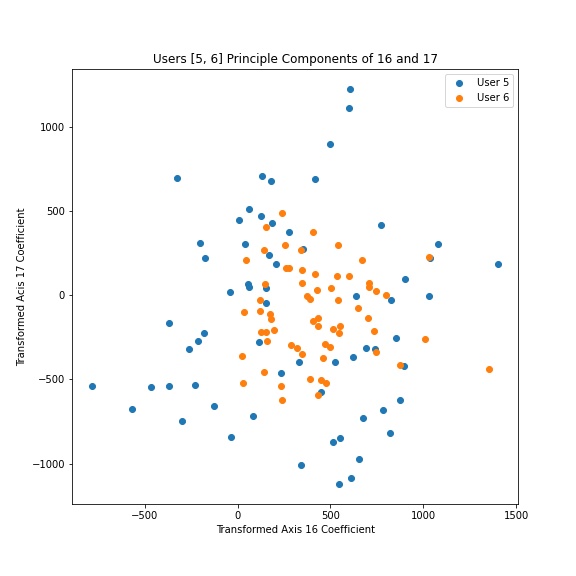 Users [5, 6] Principle Components of 16 and 17
User 5
User 6
1000
500
0
−500
−1000
Transformed Acis 17 Coefficient
−500
0
500
1000
1500
Transformed Axis 16 Coefficient